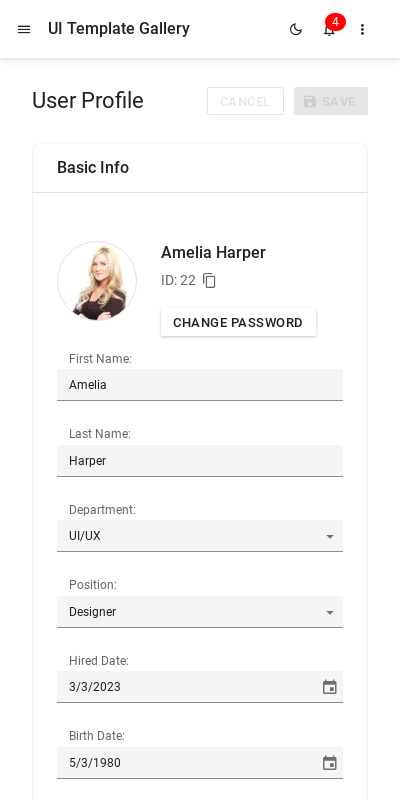 UI Template Gallery
4
User Profile
CANCEL
SAVE
Basic Info
Amelia Harper
ID: 22
CHANGE PASSWORD
First Name:
Amelia
Last Name:
Harper
Department:
UI/UX
Position:
Designer
Hired Date:
3/3/2023
Birth Date:
5/3/1980